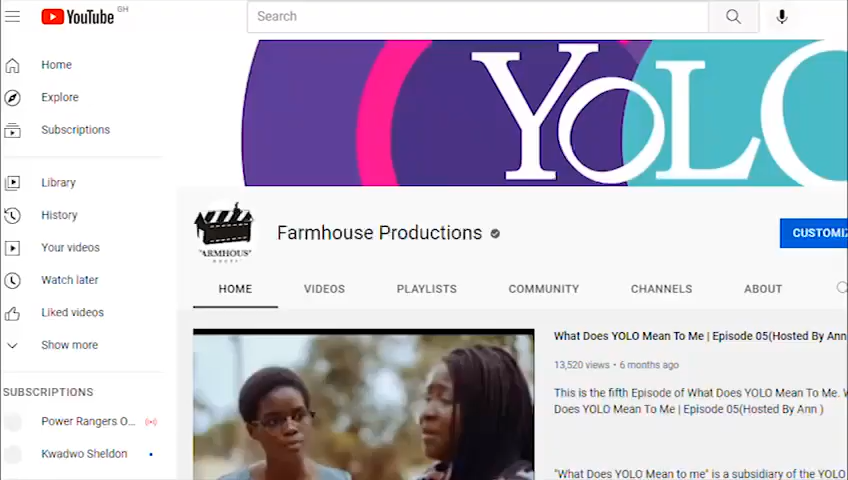 YouTube GH
Search
Home
Explore
Subscriptions
Library
History
Your videos
Watch later
Liked videos
Show more
SUBSCRIPTIONS
Power Rangers O...
Kwadwo Sheldon
YOLO
Farmhouse Productions
CUSTOMIZ
HOME VIDEOS PLAYLISTS COMMUNITY CHANNELS ABOUT
What Does YOLO Mean To Me | Episode 05(Hosted By Ann
13,520 views • 6 months ago
This is the fifth Episode of What Does YOLO Mean To Me.
Does YOLO Mean To Me | Episode 05(Hosted By Ann )
"What Does YOLO Mean to me" is a subsidiary of the YOLO